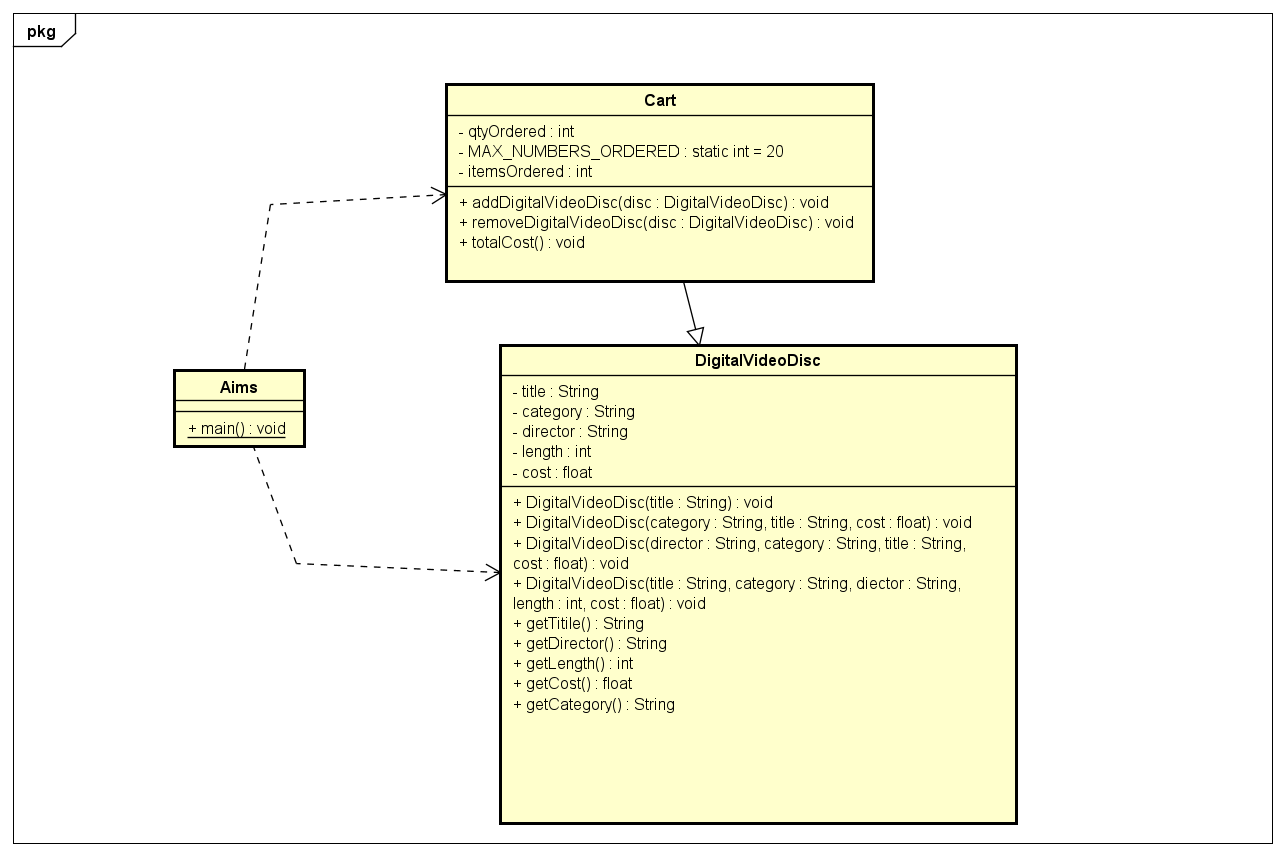 pkg
Cart
- qtyOrdered : int
- MAX_NUMBERS_ORDERED : static int = 20
- itemsOrdered : int
+ addDigitalVideoDisc(disc : DigitalVideoDisc) : void
+ removeDigitalVideoDisc(disc : DigitalVideoDisc) : void
+ totalCost() : void
Aims
+ main() : void
DigitalVideoDisc
- title : String
- category : String
- director : String
- length : int
- cost : float
+ DigitalVideoDisc(title : String) : void
+ DigitalVideoDisc(category : String, title : String, cost : float) : void
+ DigitalVideoDisc(director : String, category : String, title : String,
cost : float) : void
+ DigitalVideoDisc(title : String, category : String, diector : String,
length : int, cost : float) : void
+ getTitile() : String
+ getDirector() : String
+ getLength() : int
+ getCost() : float
+ getCategory() : String